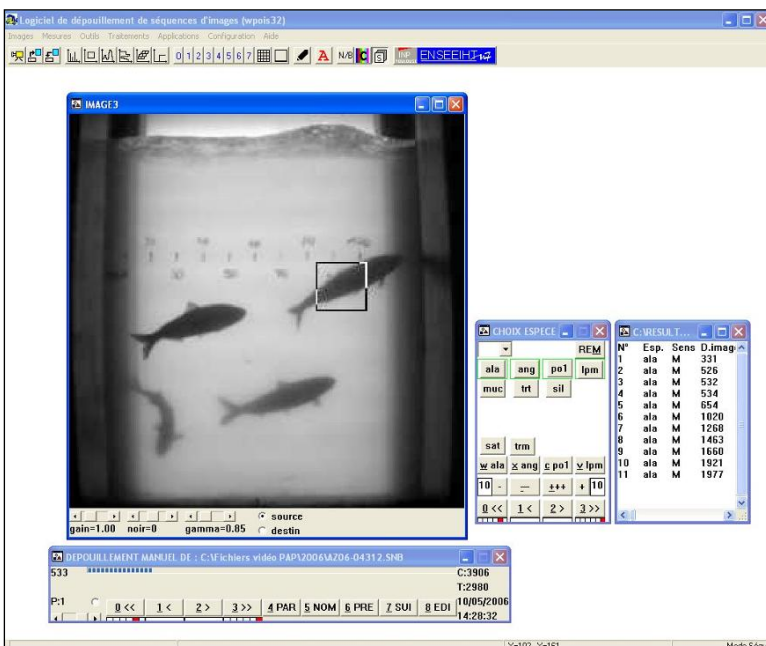 Logiciel de dépouillement de séquences d'images (wpois32)
Images Mesures Outils Traitements Applications Configuration Aide
0 1 2 3 4 5 6 7 A N/B C INP ENSEEIHT
IMAGE3
gain=1.00 noir=0 gamma=0.85 source
destin
CHOIX ESPECE
REM
ala ang po1 lpm
muc trt sil
sat trm
w ala x ang c po1 v lpm
10 - -- +++ + 10
0 << 1 < 2 > 3 >>
C:\RESULT...
N° Esp. Sens D.imag
1 ala M 331
2 ala M 526
3 ala M 532
4 ala M 534
5 ala M 654
6 ala M 1020
7 ala M 1268
8 ala M 1463
9 ala M 1660
10 ala M 1921
11 ala M 1977
DEPOUILLEMENT MANUEL DE : C:\Fichiers vidéo PAP\2006\AZ06-04312.SNB
533 C:3906
T:2980
P:1 0 << 1 < 2 > 3 >> 4 PAR 5 NOM 6 PRE 7 SUI 8 EDI 10/05/2006
14:28:32